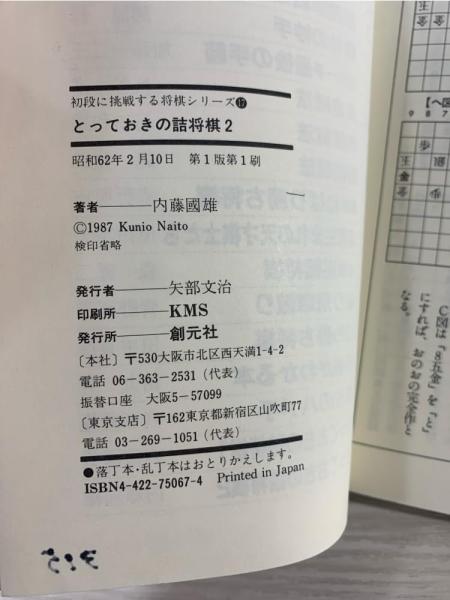 初段に挑戦する将棋シリーズ⓱
とっておきの詰将棋2
昭和62年2月10日 第1版第1刷
著者――内藤國雄
©1987 Kunio Naito
検印省略
発行者――矢部文治
印刷所――KMS
発行所――創元社
[本社]〒530大阪市北区西天満1-4-2
電話 06-363-2531(代表)
振替口座 大阪5-57099
[東京支店]〒162東京都新宿区山吹町77
電話 03-269-1051(代表)
●落丁本・乱丁本はおとりかえします。
ISBN4-422-75067-4 Printed in Japan
C図は「8五金」を「と」
にすれば、おのおの完全作と
なる。